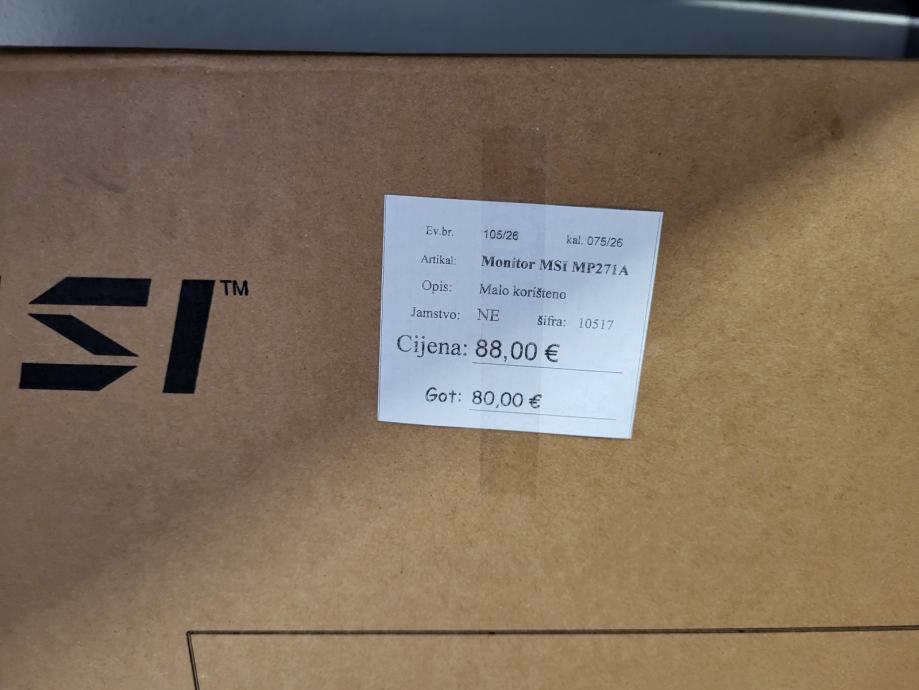 MSI™
Ev.br. 105/26 kal. 075/26
Artikal: Monitor MSI MP271A
Opis: Malo korišteno
Jamstvo: NE šifra: 10517
Cijena: 88,00 €
Got: 80,00 €